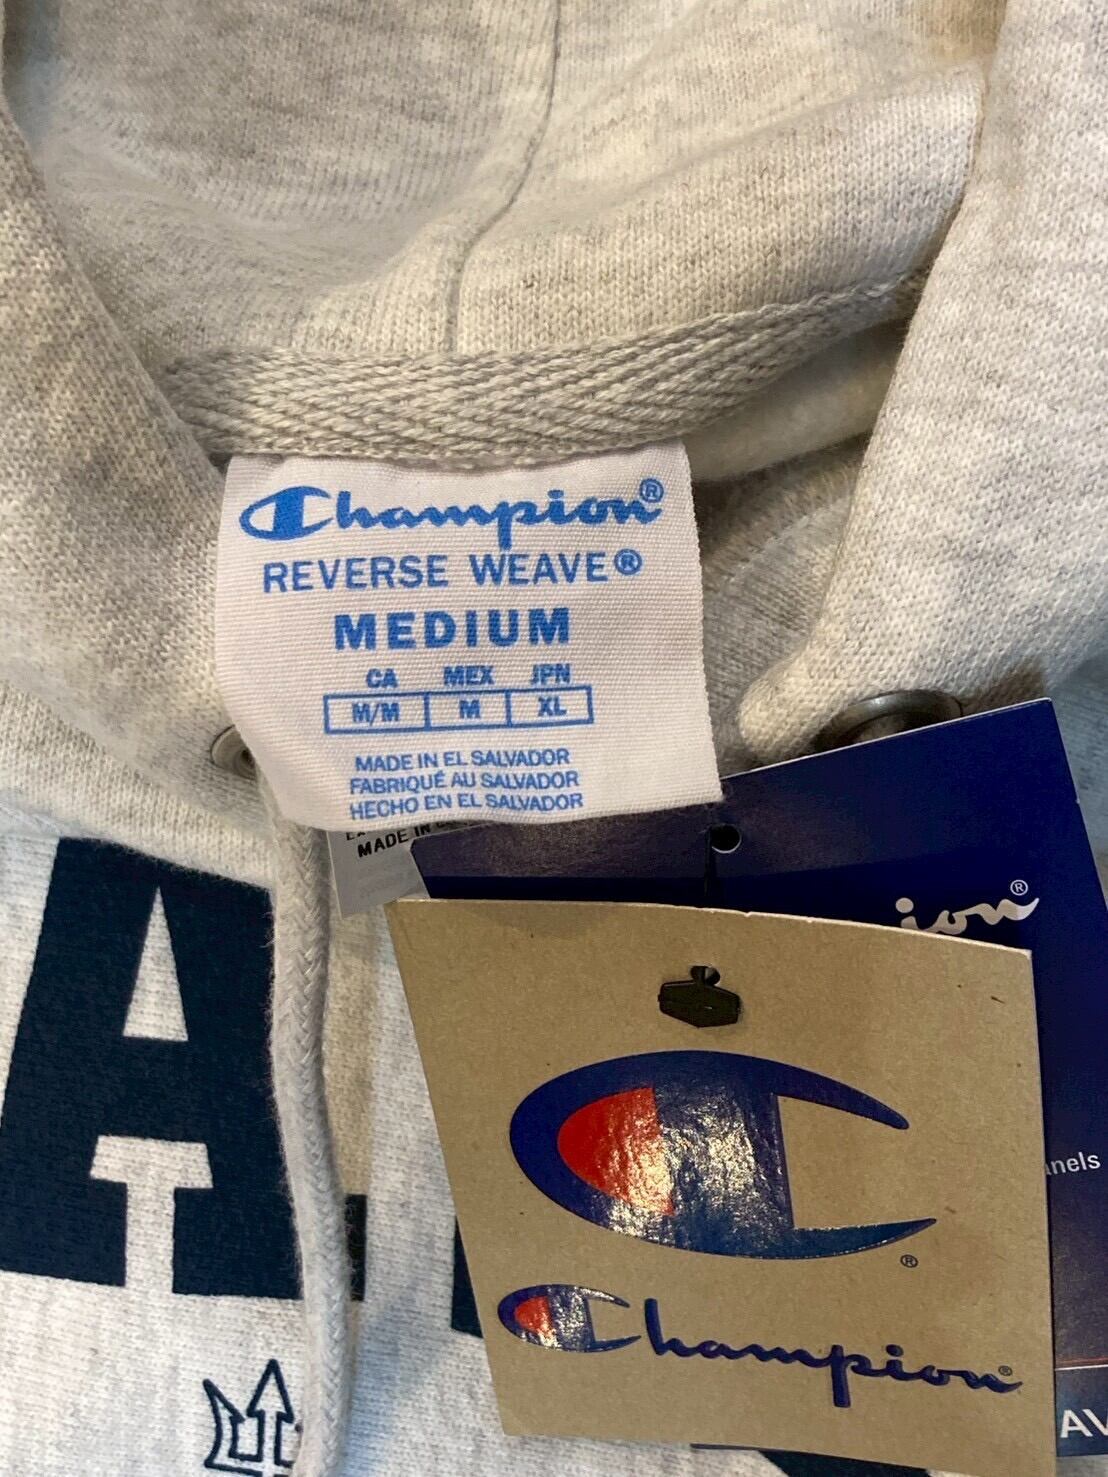 Champion®
REVERSE WEAVE®
MEDIUM
CA MEX JPN
M/M M XL
MADE IN EL SALVADOR
FABRIQUÉ AU SALVADOR
HECHO EN EL SALVADOR
MADE IN
A
®
Champion®